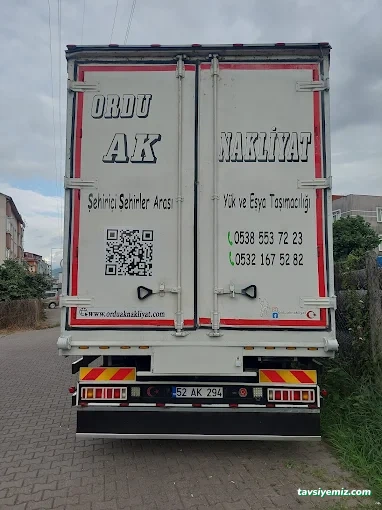 ORDU
AK NAKLİYAT
Şehiriçi Şehirler Arası Yük ve Eşya Taşımacılığı
0538 553 72 23
0532 167 52 82
www.orduaknakliyat.com
52 AK 294
tavsiyemiz.com